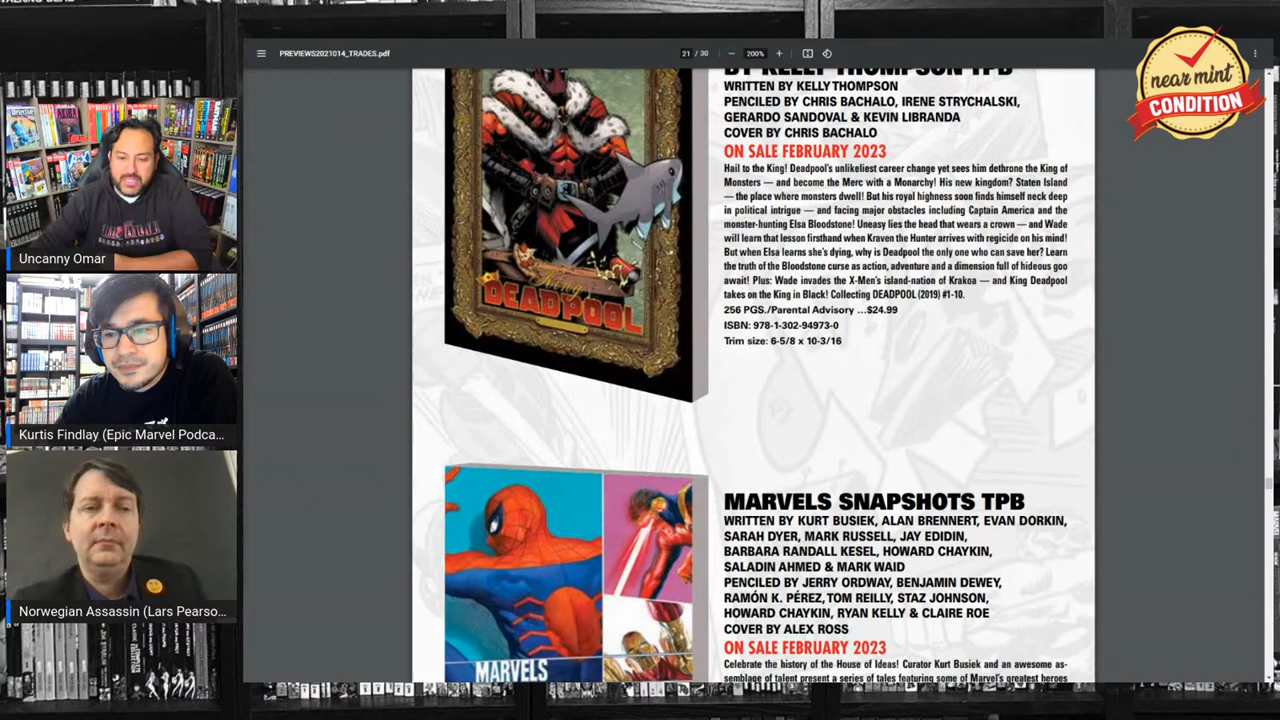 PREVIEWS2021014_TRADES.pdf
21 / 30
200%
near mint
CONDITION
BY KELLY THOMPSON TPB
WRITTEN BY KELLY THOMPSON
PENCILED BY CHRIS BACHALO, IRENE STRYCHALSKI,
GERARDO SANDOVAL & KEVIN LIBRANDA
COVER BY CHRIS BACHALO
ON SALE FEBRUARY 2023
Hail to the King! Deadpool's unlikeliest career change yet sees him dethrone the King of
Monsters — and become the Merc with a Monarchy! His new kingdom? Staten Island
— the place where monsters dwell! But his royal highness soon finds himself neck deep
in political intrigue — and facing major obstacles including Captain America and the
monster-hunting Elsa Bloodstone! Uneasy lies the head that wears a crown — and Wade
will learn that lesson firsthand when Kraven the Hunter arrives with regicide on his mind!
But when Elsa learns she's dying, why is Deadpool the only one who can save her? Learn
the truth of the Bloodstone curse as action, adventure and a dimension full of hideous goo
await! Plus: Wade invades the X-Men's island-nation of Krakoa — and King Deadpool
takes on the King in Black! Collecting DEADPOOL (2019) #1-10.
256 PGS./Parental Advisory ...$24.99
ISBN: 978-1-302-94973-0
Trim size: 6-5/8 x 10-3/16
DEADPOOL
MARVELS SNAPSHOTS TPB
WRITTEN BY KURT BUSIEK, ALAN BRENNERT, EVAN DORKIN,
SARAH DYER, MARK RUSSELL, JAY EDIDIN,
BARBARA RANDALL KESEL, HOWARD CHAYKIN,
SALADIN AHMED & MARK WAID
PENCILED BY JERRY ORDWAY, BENJAMIN DEWEY,
RAMÓN K. PÉREZ, TOM REILLY, STAZ JOHNSON,
HOWARD CHAYKIN, RYAN KELLY & CLAIRE ROE
COVER BY ALEX ROSS
ON SALE FEBRUARY 2023
Celebrate the history of the House of Ideas! Curator Kurt Busiek and an awesome as-
semblage of talent present a series of tales featuring some of Marvel's greatest heroes
MARVELS
Uncanny Omar
Kurtis Findlay (Epic Marvel Podca...
Norwegian Assassin (Lars Pearso...